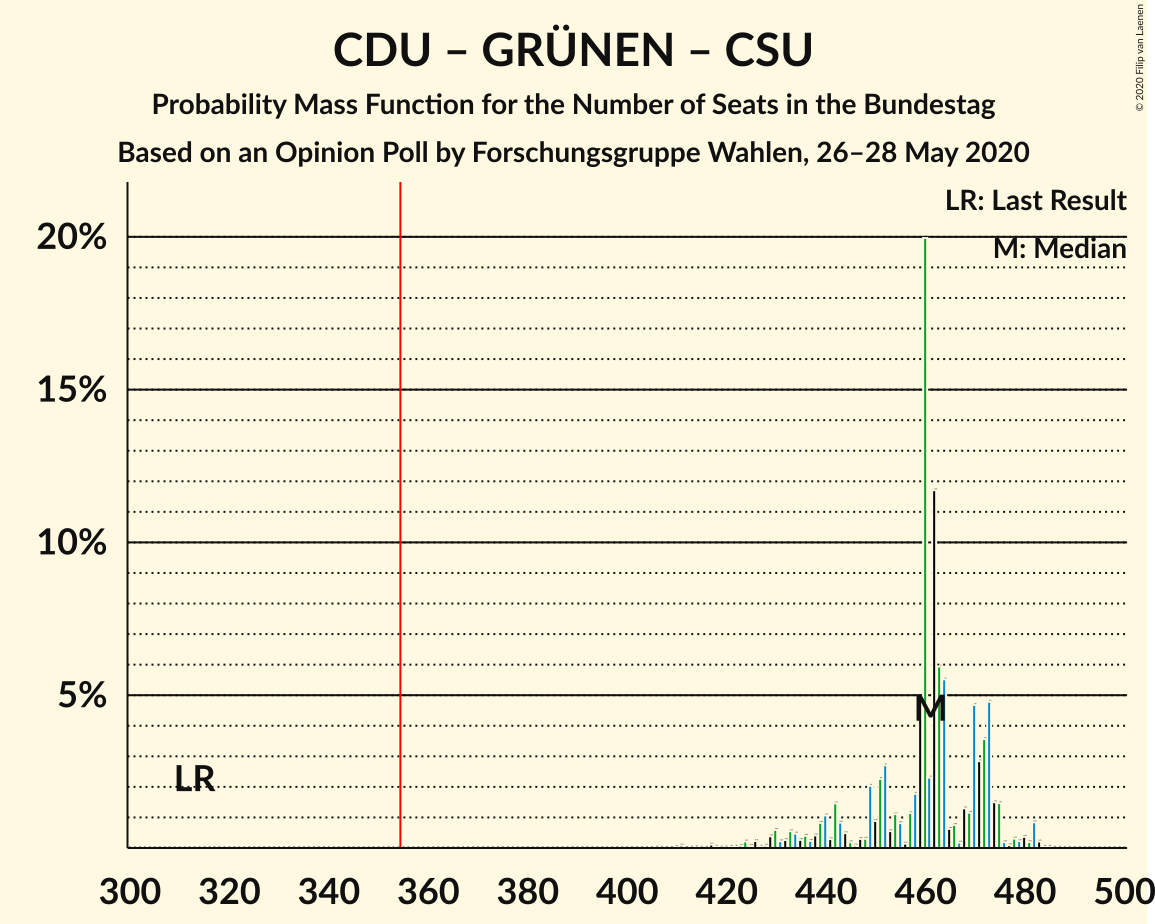 CDU – GRÜNEN – CSU
Probability Mass Function for the Number of Seats in the Bundestag
Based on an Opinion Poll by Forschungsgruppe Wahlen, 26–28 May 2020
© 2020 Filip van Laenen
LR: Last Result
M: Median
20%
15%
10%
5%
M
LR
300 320 340 360 380 400 420 440 460 480 500